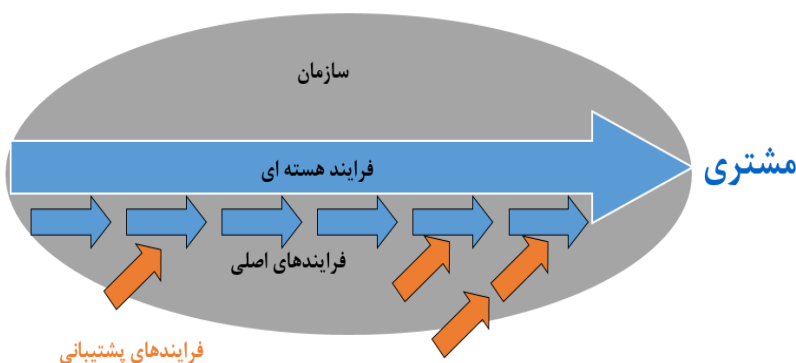 سازمان
فرایند هسته ای
مشتری
فرایندهای اصلی
فرایندهای پشتیبانی